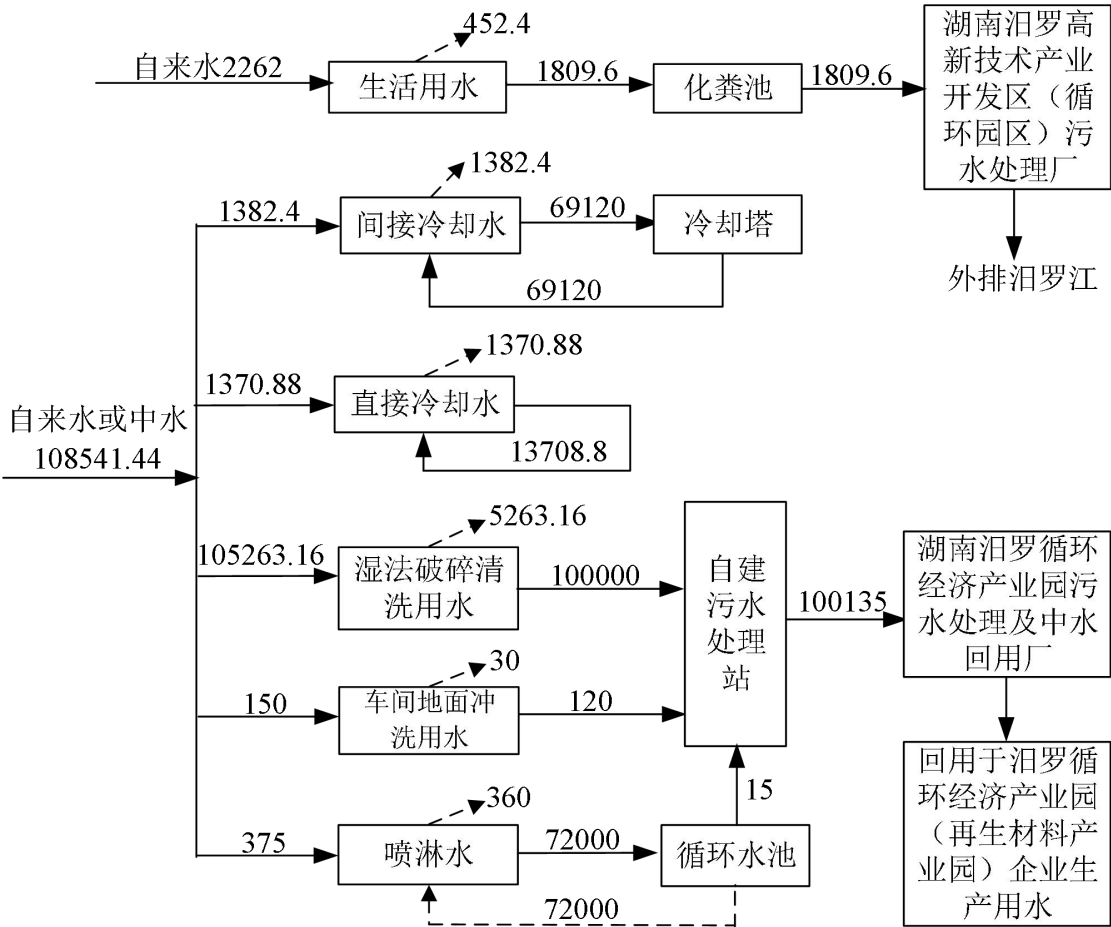 自来水2262
452.4
生活用水
1809.6
化粪池
1809.6
湖南汨罗高
新技术产业
开发区（循
环园区）污
水处理厂
外排汨罗江
自来水或中水
108541.44
1382.4
1382.4
间接冷却水
69120
冷却塔
69120
1370.88
1370.88
直接冷却水
13708.8
105263.16
5263.16
湿法破碎清
洗用水
100000
150
30
车间地面冲
洗用水
120
375
360
喷淋水
72000
循环水池
72000
15
自建
污水
处理
站
100135
湖南汨罗循环
经济产业园污
水处理及中水
回用厂
回用于汨罗循
环经济产业园
（再生材料产
业园）企业生
产用水